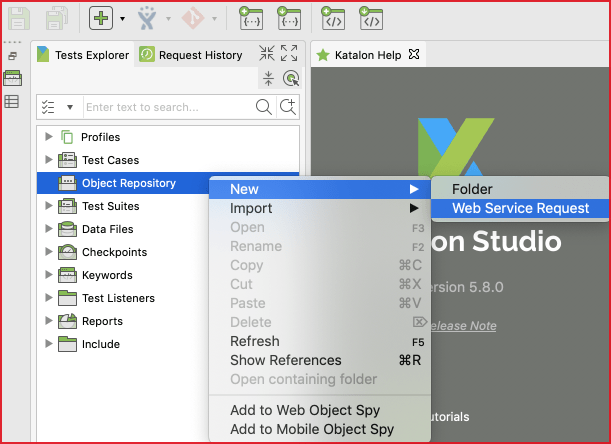 Tests Explorer
Request History
Katalon Help
Enter text to search...
Profiles
Test Cases
Object Repository
Test Suites
Data Files
Checkpoints
Keywords
Test Listeners
Reports
Include
New
Import
Open F3
Rename F2
Copy ⌘C
Cut ⌘X
Paste ⌘V
Delete ⌦
Refresh F5
Show References ⌘R
Open containing folder
Add to Web Object Spy
Add to Mobile Object Spy
Folder
Web Service Request
on Studio
ersion 5.8.0
elease Note
utorials